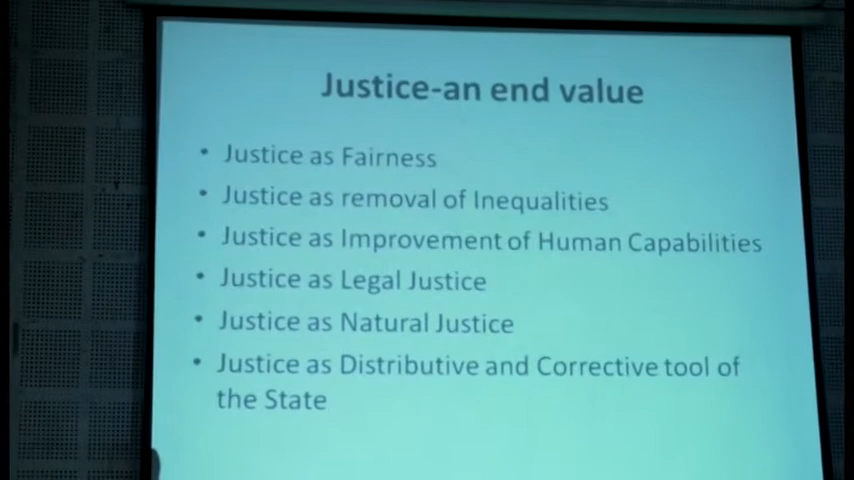 Justice-an end value
• Justice as Fairness
• Justice as removal of Inequalities
• Justice as Improvement of Human Capabilities
• Justice as Legal Justice
• Justice as Natural Justice
• Justice as Distributive and Corrective tool of
the State